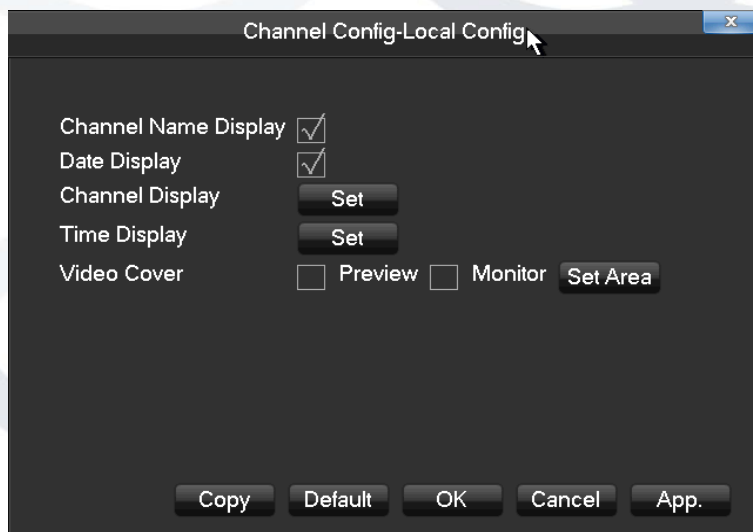 Channel Config-Local Config
x
Channel Name Display
Date Display
Channel Display Set
Time Display Set
Video Cover Preview Monitor Set Area
Copy Default OK Cancel App.